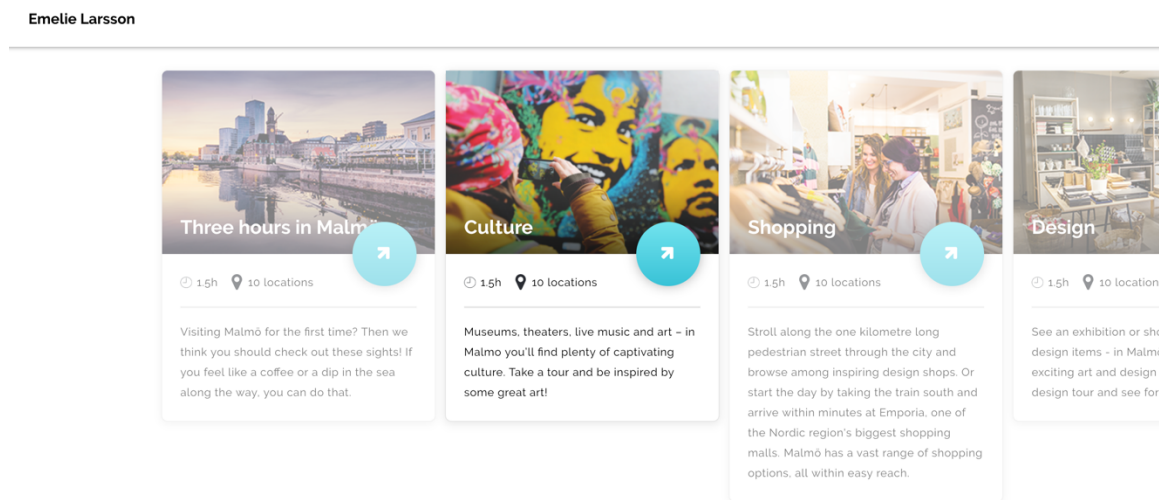 Emelie Larsson
Three hours in Malmö
1.5h 10 locations
Visiting Malmö for the first time? Then we
think you should check out these sights! If
you feel like a coffee or a dip in the sea
along the way, you can do that.
Culture
1.5h 10 locations
Museums, theaters, live music and art – in
Malmo you'll find plenty of captivating
culture. Take a tour and be inspired by
some great art!
Shopping
1.5h 10 locations
Stroll along the one kilometre long
pedestrian street through the city and
browse among inspiring design shops. Or
start the day by taking the train south and
arrive within minutes at Emporia, one of
the Nordic region's biggest shopping
malls. Malmö has a vast range of shopping
options, all within easy reach.
Design
1.5h 10 location
See an exhibition or sho
design items - in Malmö
exciting art and design
design tour and see for